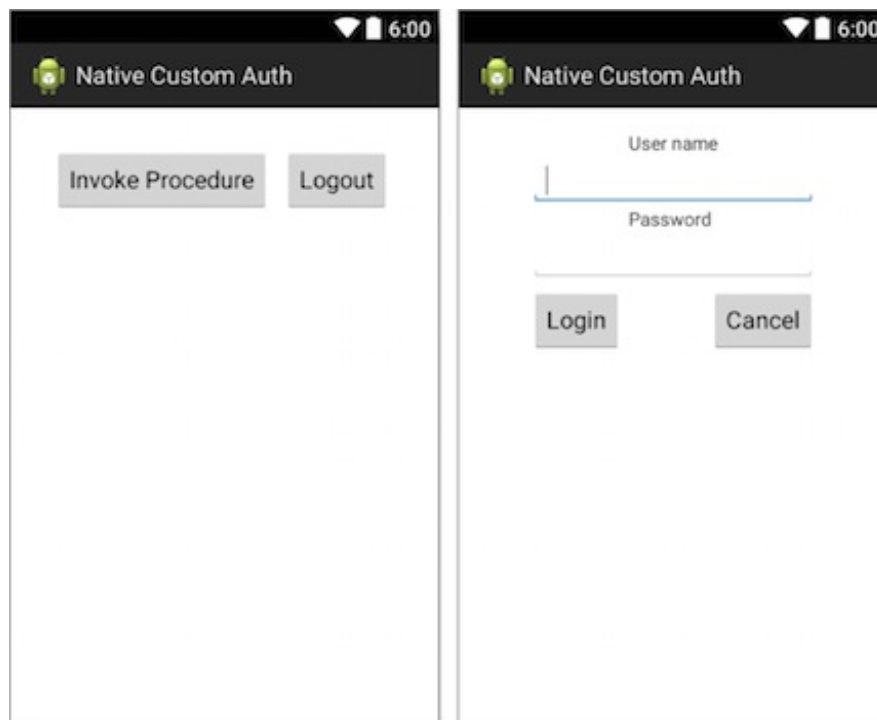 6:00
Native Custom Auth
Invoke Procedure
Logout
6:00
Native Custom Auth
User name
Password
Login
Cancel